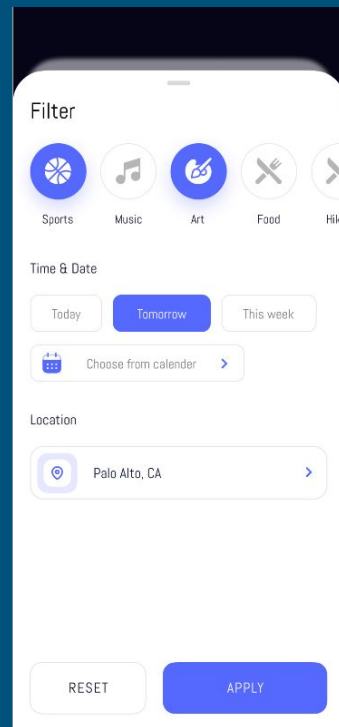 Filter
Sports Music Art Food Hik
Time & Date
Today Tomorrow This week
Choose from calender
Location
Palo Alto, CA
RESET APPLY